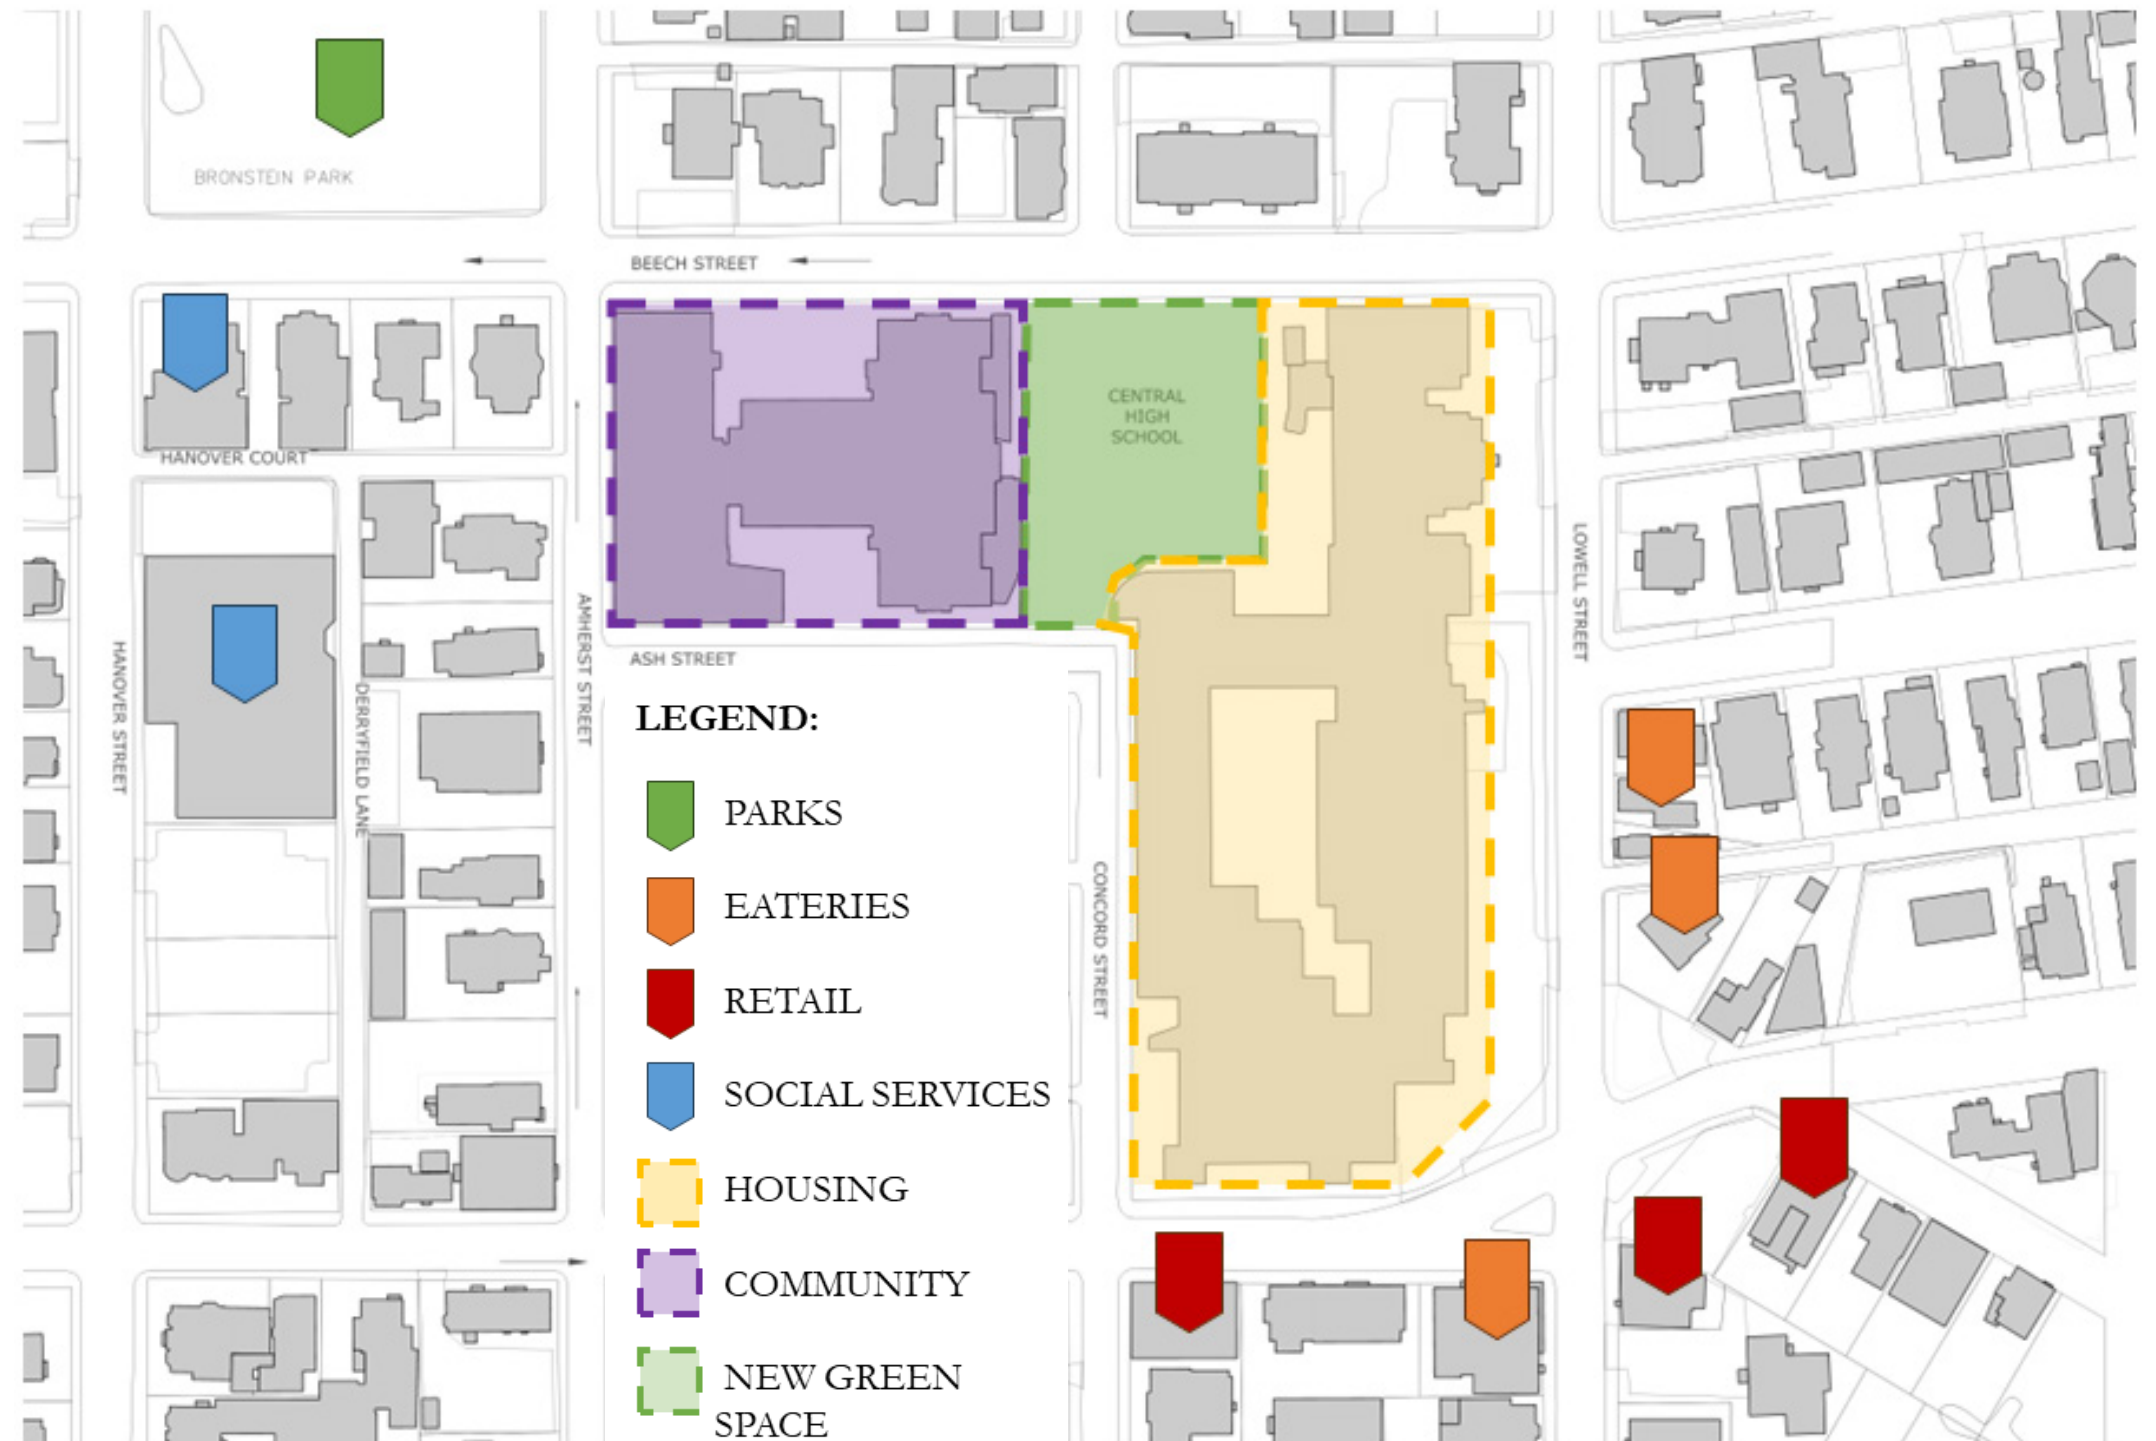 BRONSTEIN PARK
BEECH STREET
CENTRAL
HIGH
SCHOOL
HANOVER COURT
HANOVER STREET
DERRYFIELD LANE
AMHERST STREET
ASH STREET
LOWELL STREET
CONCORD STREET
LEGEND:
PARKS
EATERIES
RETAIL
SOCIAL SERVICES
HOUSING
COMMUNITY
NEW GREEN
SPACE